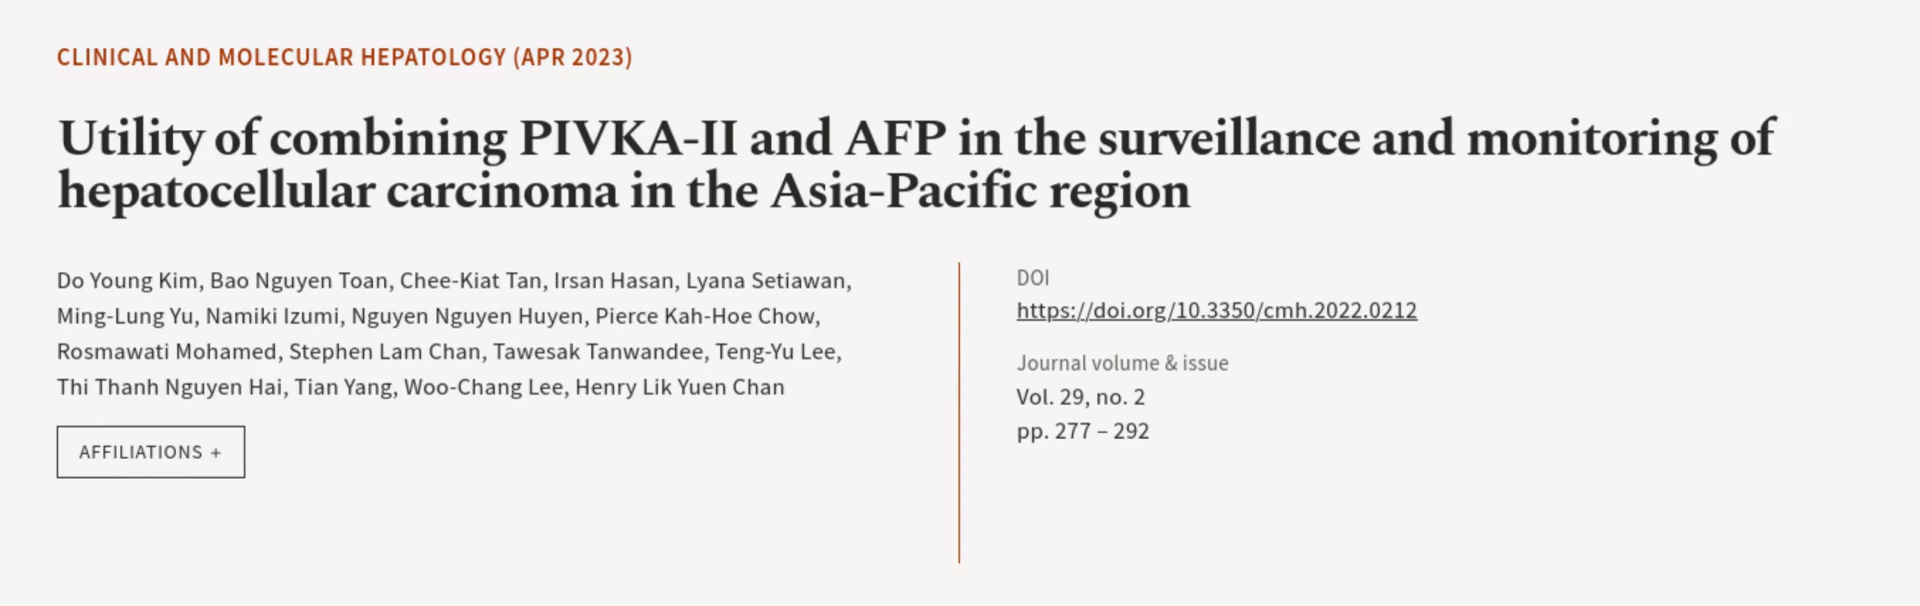 CLINICAL AND MOLECULAR HEPATOLOGY (APR 2023)
Utility of combining PIVKA-II and AFP in the surveillance and monitoring of
hepatocellular carcinoma in the Asia-Pacific region
Do Young Kim, Bao Nguyen Toan, Chee-Kiat Tan, Irsan Hasan, Lyana Setiawan,
Ming-Lung Yu, Namiki Izumi, Nguyen Nguyen Huyen, Pierce Kah-Hoe Chow,
Rosmawati Mohamed, Stephen Lam Chan, Tawesak Tanwandee, Teng-Yu Lee,
Thi Thanh Nguyen Hai, Tian Yang, Woo-Chang Lee, Henry Lik Yuen Chan
AFFILIATIONS +
DOI
https://doi.org/10.3350/cmh.2022.0212
Journal volume & issue
Vol. 29, no. 2
pp. 277 – 292